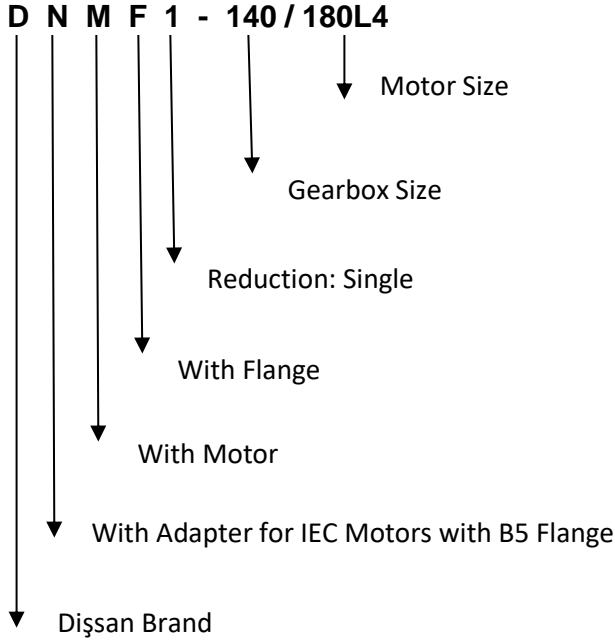 D N M F 1 - 140 / 180L4
Motor Size
Gearbox Size
Reduction: Single
With Flange
With Motor
With Adapter for IEC Motors with B5 Flange
Dişsan Brand